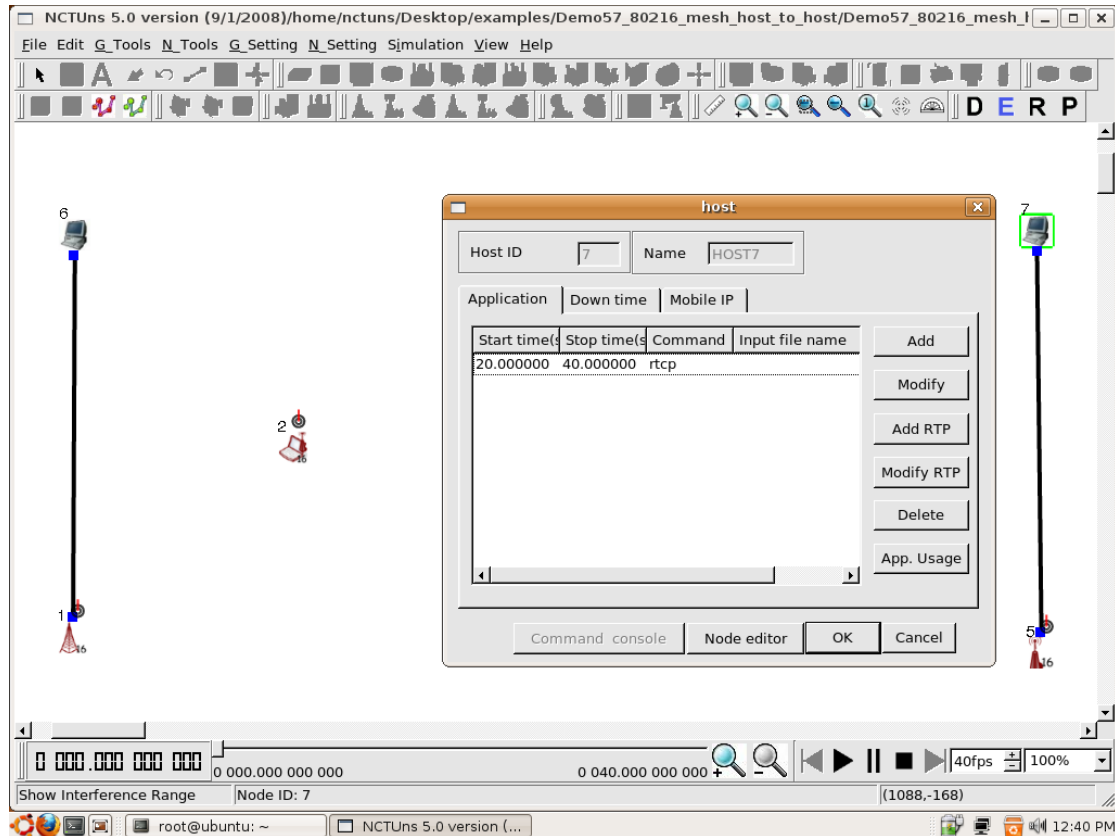 NCTUns 5.0 version (9/1/2008)/home/nctuns/Desktop/examples/Demo57_80216_mesh_host_to_host/Demo57_80216_mesh_l
File Edit G_Tools N_Tools G_Setting N_Setting Simulation View Help
A
1
D E R P
6
7
host
Host ID 7 Name HOST7
Application Down time Mobile IP
Start time(s Stop time(s Command Input file name
20.000000 40.000000 rtcp
Add
Modify
Add RTP
Modify RTP
Delete
App. Usage
2
16
1
16
5
16
Command console Node editor OK Cancel
0 000.000 000 000
0 000.000 000 000
0 040.000 000 000
40fps
100%
Show Interference Range Node ID: 7 (1088,-168)
root@ubuntu: ~ NCTUns 5.0 version (... 12:40 PM